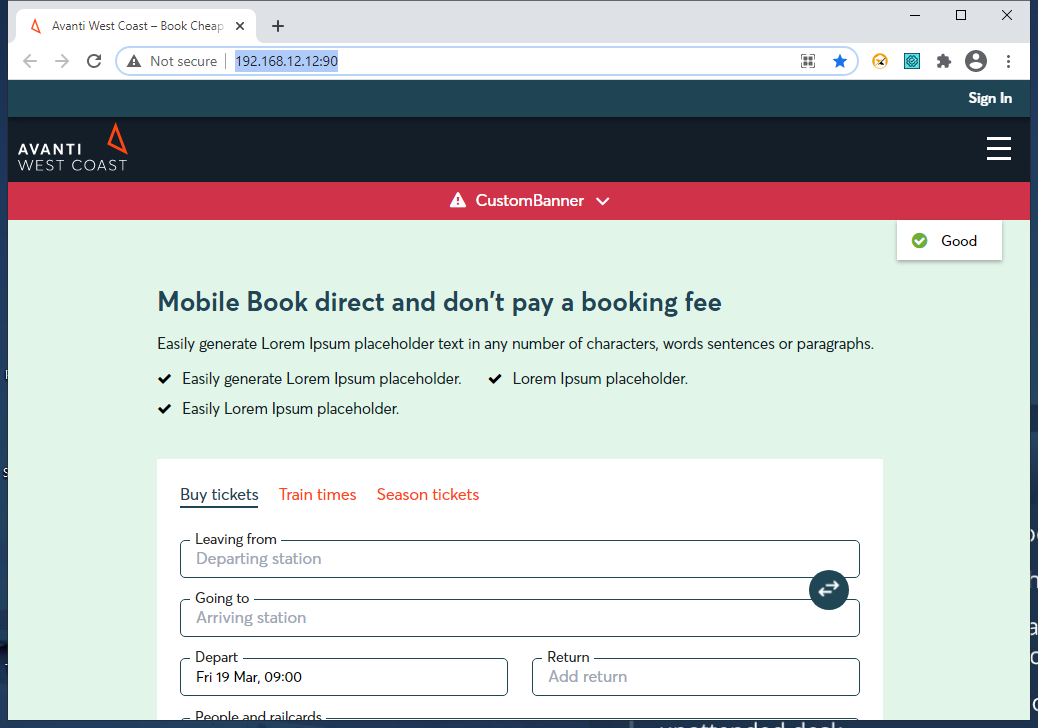 Avanti West Coast – Book Cheap
Not secure
192.168.12.12:90
Sign In
AVANTI
WEST COAST
CustomBanner
Good
Mobile Book direct and don't pay a booking fee
Easily generate Lorem Ipsum placeholder text in any number of characters, words sentences or paragraphs.
Easily generate Lorem Ipsum placeholder. Lorem Ipsum placeholder.
Easily Lorem Ipsum placeholder.
Buy tickets Train times Season tickets
Leaving from
Departing station
Going to
Arriving station
Depart Return
Fri 19 Mar, 09:00 Add return
People and railcards
unattended desk